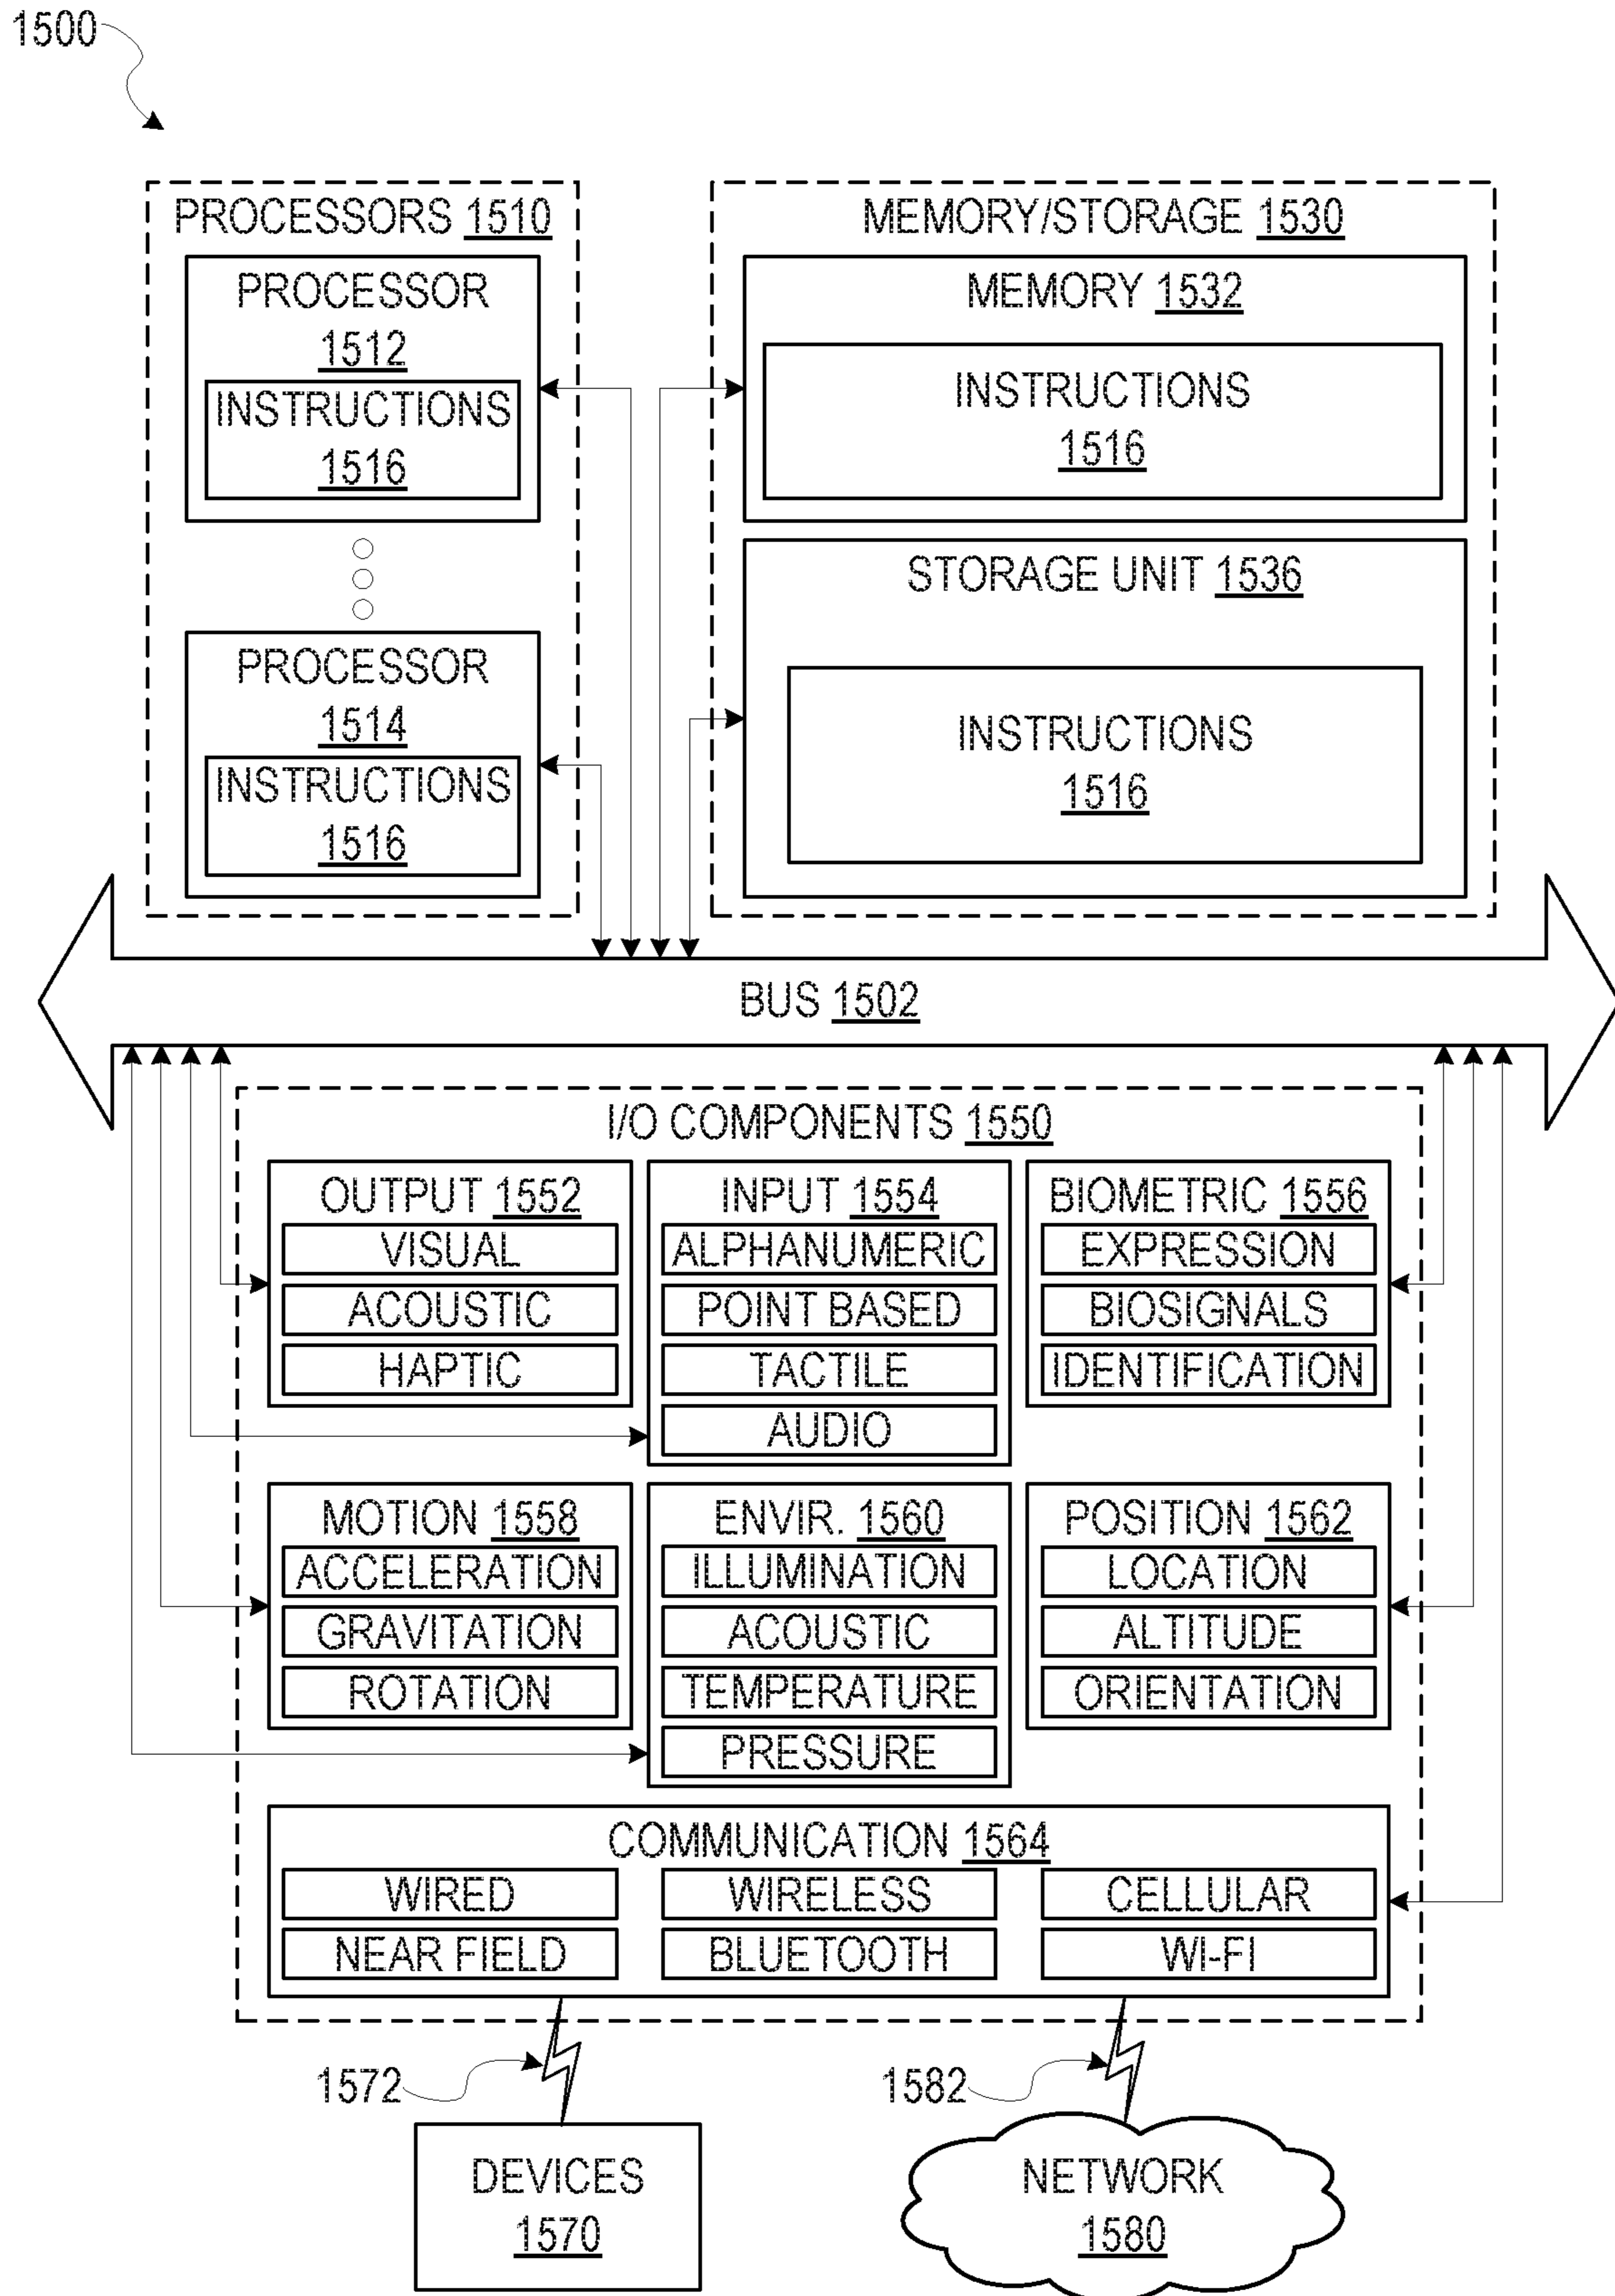 1500
PROCESSORS 1510
PROCESSOR
1512
INSTRUCTIONS
1516
PROCESSOR
1514
INSTRUCTIONS
1516
MEMORY/STORAGE 1530
MEMORY 1532
INSTRUCTIONS
1516
STORAGE UNIT 1536
INSTRUCTIONS
1516
BUS 1502
I/O COMPONENTS 1550
OUTPUT 1552
VISUAL
ACOUSTIC
HAPTIC
INPUT 1554
ALPHANUMERIC
POINT BASED
TACTILE
AUDIO
BIOMETRIC 1556
EXPRESSION
BIOSIGNALS
IDENTIFICATION
MOTION 1558
ACCELERATION
GRAVITATION
ROTATION
ENVIR. 1560
ILLUMINATION
ACOUSTIC
TEMPERATURE
PRESSURE
POSITION 1562
LOCATION
ALTITUDE
ORIENTATION
COMMUNICATION 1564
WIRED
WIRELESS
CELLULAR
NEAR FIELD
BLUETOOTH
WI-FI
1572
1582
DEVICES
1570
NETWORK
1580